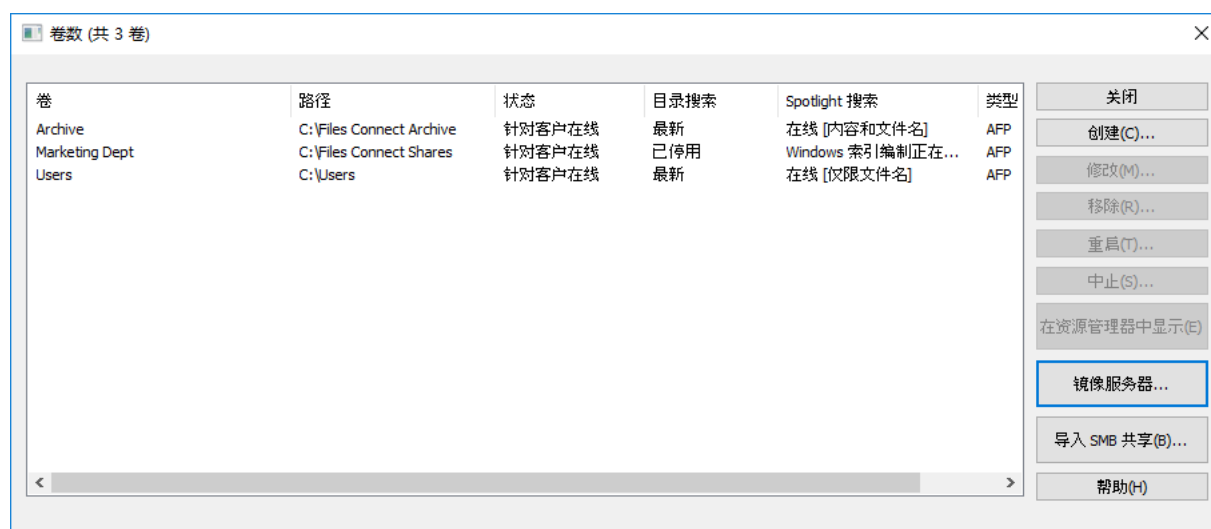 卷数 (共 3 卷)
卷 路径 状态 目录搜索 Spotlight 搜索 类型
Archive C:\Files Connect Archive 针对客户在线 最新 在线 [内容和文件名] AFP
Marketing Dept C:\Files Connect Shares 针对客户在线 已停用 Windows 索引编制正在... AFP
Users C:\Users 针对客户在线 最新 在线 [仅限文件名] AFP
关闭
创建(C)...
修改(M)...
移除(R)...
重启(T)...
中止(S)...
在资源管理器中显示(E)
镜像服务器...
导入 SMB 共享(B)...
帮助(H)